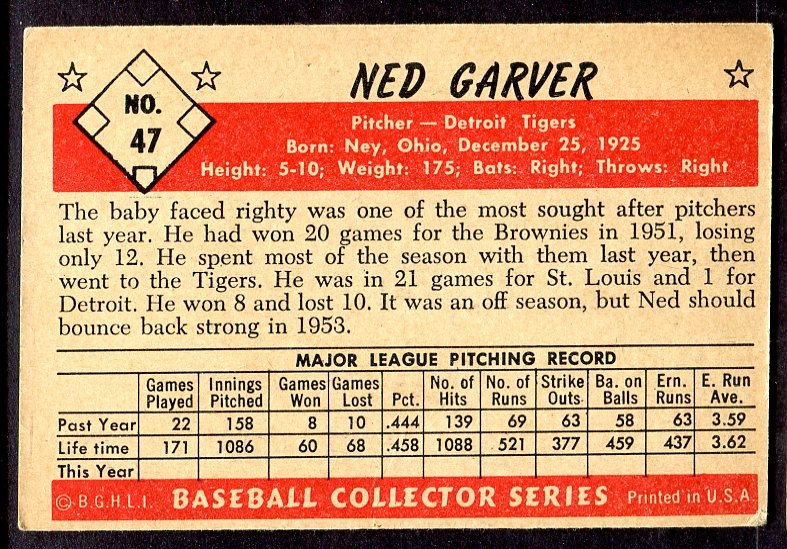 NED GARVER
NO.
47
Pitcher — Detroit Tigers
Born: Ney, Ohio, December 25, 1925
Height: 5-10; Weight: 175; Bats: Right; Throws: Right
The baby faced righty was one of the most sought after pitchers
last year. He had won 20 games for the Brownies in 1951, losing
only 12. He spent most of the season with them last year, then
went to the Tigers. He was in 21 games for St. Louis and 1 for
Detroit. He won 8 and lost 10. It was an off season, but Ned should
bounce back strong in 1953.
MAJOR LEAGUE PITCHING RECORD
Games Played Innings Pitched Games Won Games Lost Pct. No. of Hits No. of Runs Strike Outs Ba. on Balls Ern. Runs E. Run Ave.
Past Year 22 158 8 10 .444 139 69 63 58 63 3.59
Life time 171 1086 60 68 .458 1088 521 377 459 437 3.62
This Year
© B.G.H.L.I. BASEBALL COLLECTOR SERIES Printed in U.S.A.